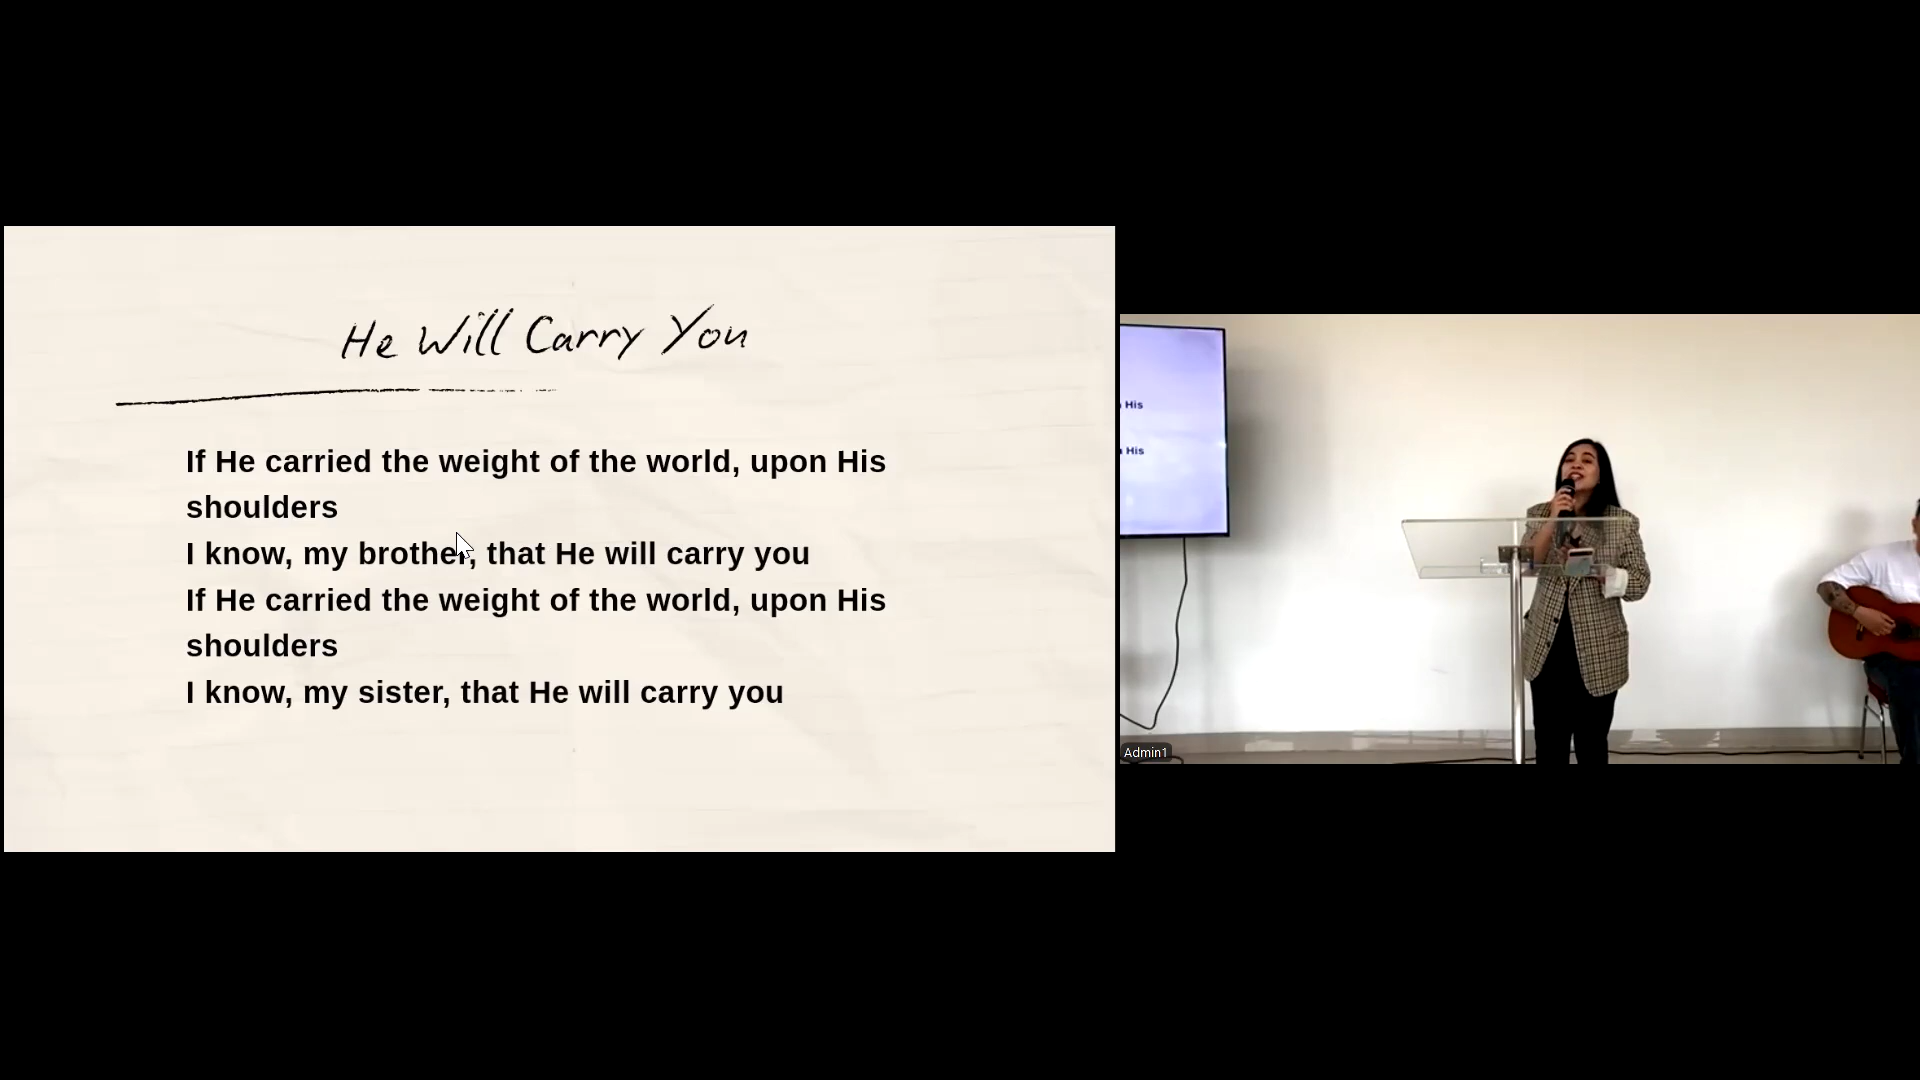 He Will Carry You
If He carried the weight of the world, upon His
shoulders
I know, my brother, that He will carry you
If He carried the weight of the world, upon His
shoulders
I know, my sister, that He will carry you
His
His
Admin1